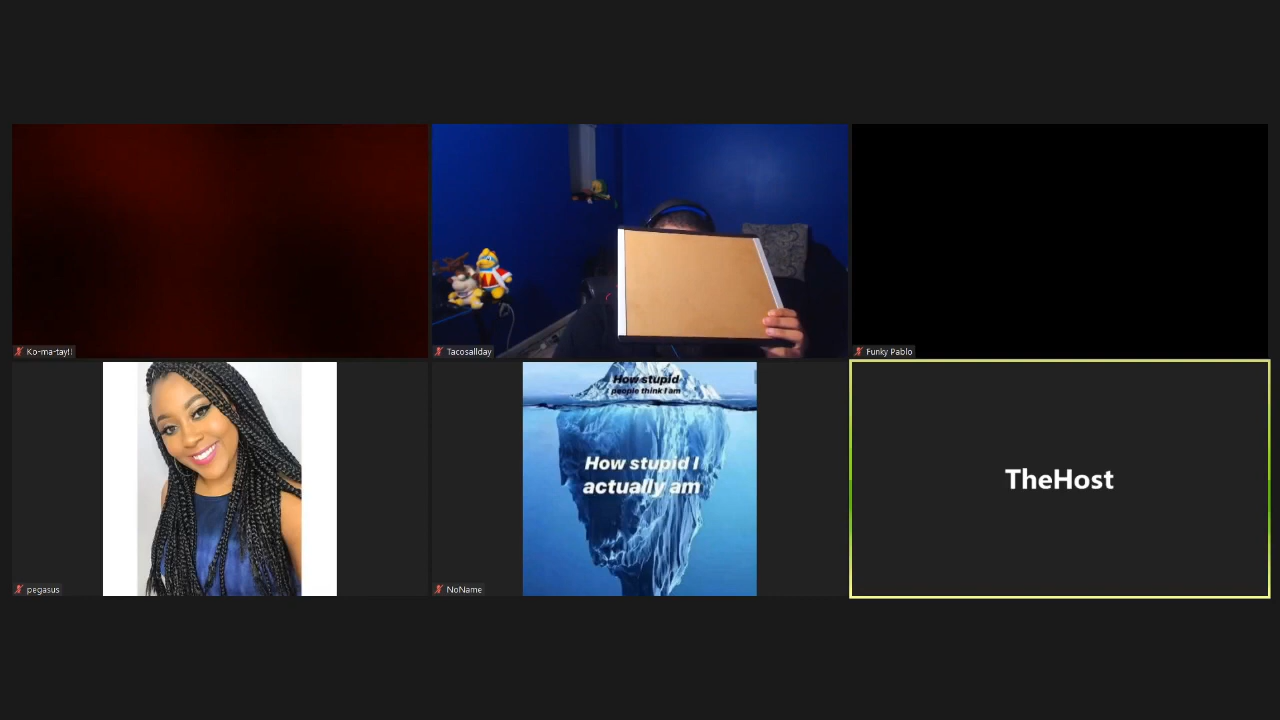 Ko-ma-tay!!
Tacosallday
Funky Pablo
pegasus
How stupid
people think I am
How stupid I
actually am
NoName
TheHost